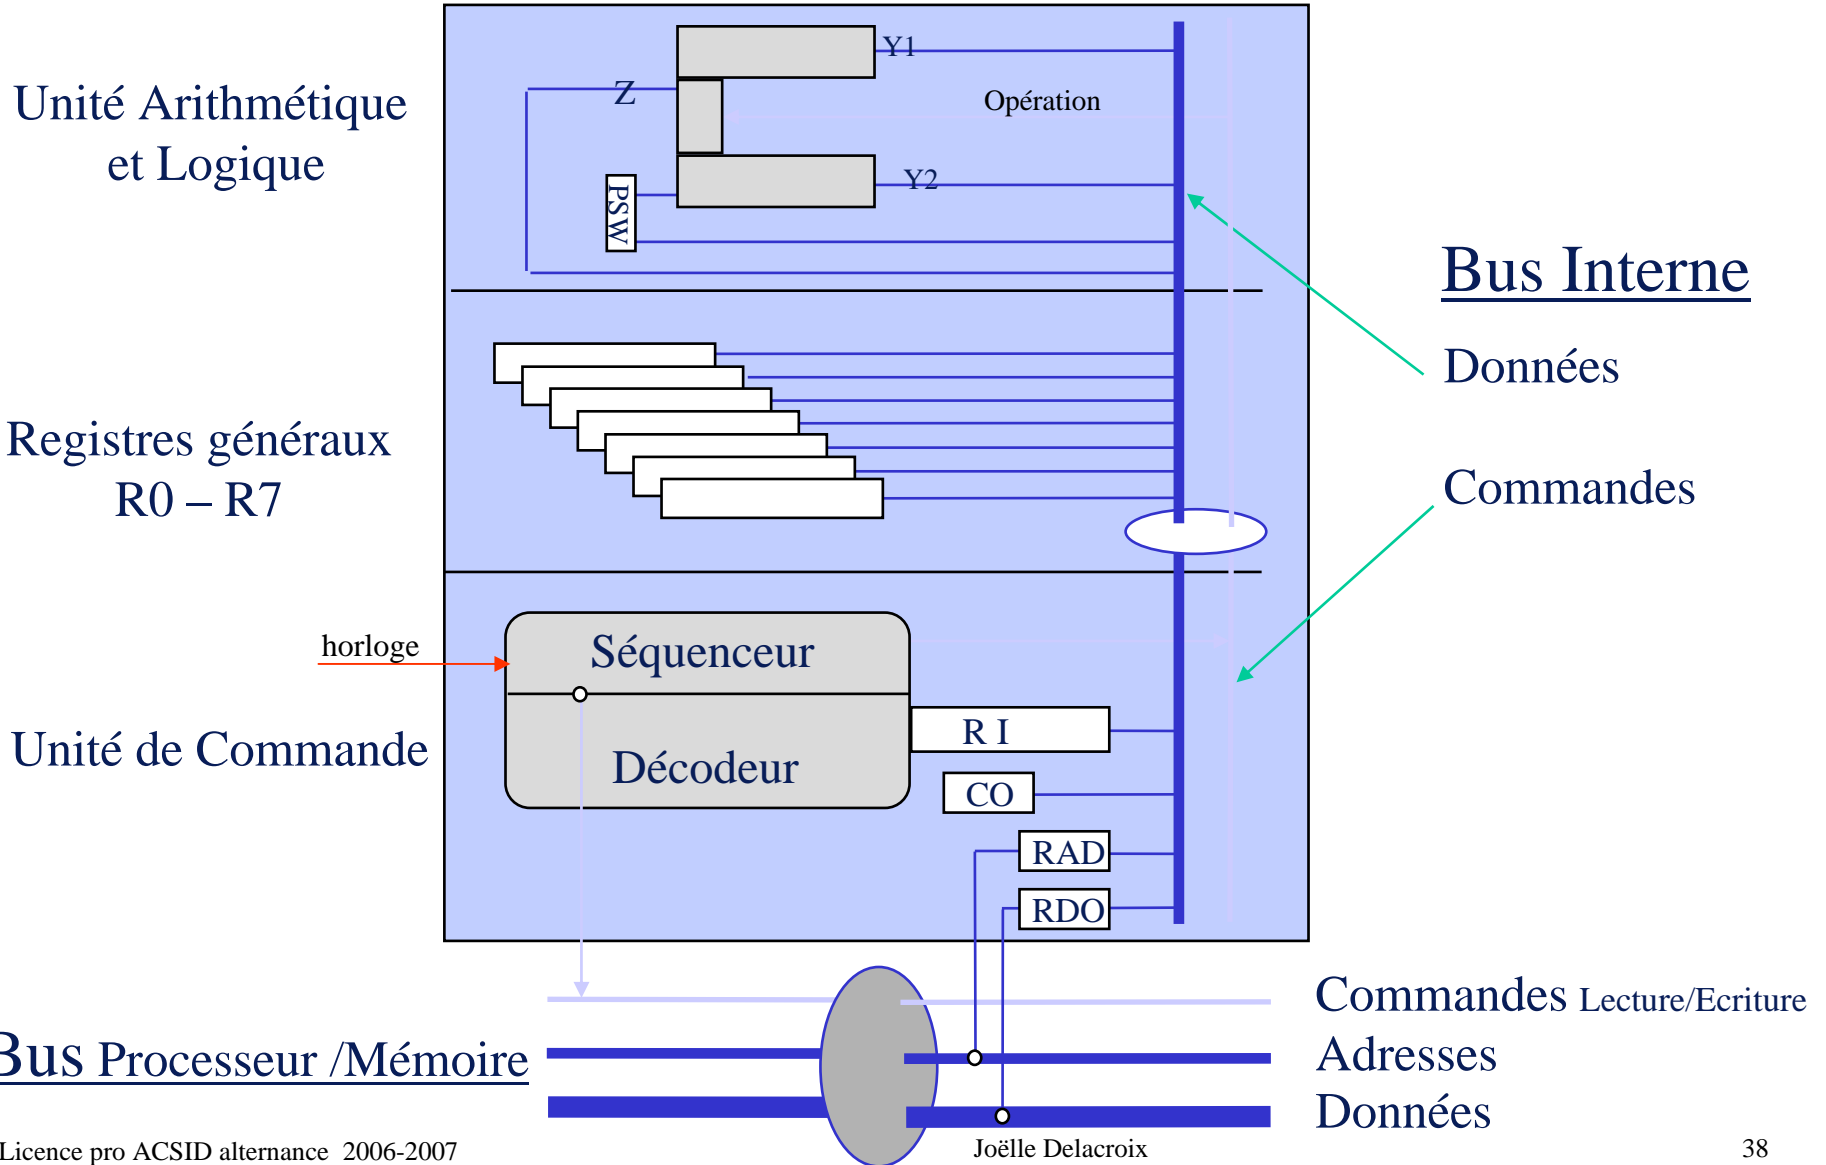 Y1
Z
Opération
Unité Arithmétique
et Logique
Y2
PSW
Bus Interne
Données
Registres généraux
R0 – R7
Commandes
horloge
Séquenceur
R I
Unité de Commande
Décodeur
CO
RAD
RDO
Commandes Lecture/Ecriture
Bus Processeur /Mémoire
Adresses
Données
Licence pro ACSID alternance 2006-2007
Joëlle Delacroix
38